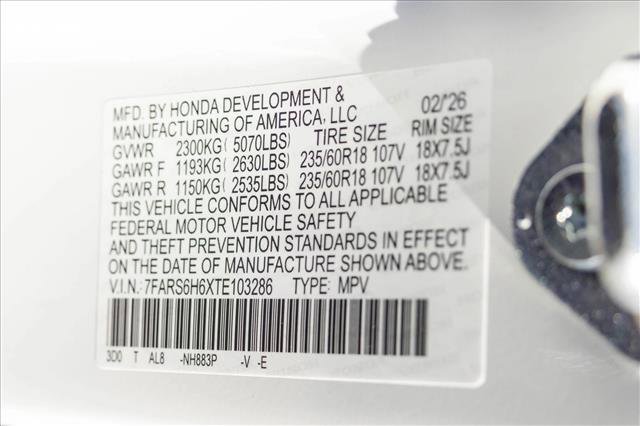 MFD. BY HONDA DEVELOPMENT & 02/'26
MANUFACTURING OF AMERICA, LLC
GVWR 2300KG( 5070LBS) TIRE SIZE RIM SIZE
GAWR F 1193KG( 2630LBS) 235/60R18 107V 18X7.5J
GAWR R 1150KG( 2535LBS) 235/60R18 107V 18X7.5J
THIS VEHICLE CONFORMS TO ALL APPLICABLE
FEDERAL MOTOR VEHICLE SAFETY
AND THEFT PREVENTION STANDARDS IN EFFECT
ON THE DATE OF MANUFACTURE SHOWN ABOVE.
V.I.N.: 7FARS6H6XTE103286 TYPE: MPV
3D0 T AL8 -NH883P -V -E